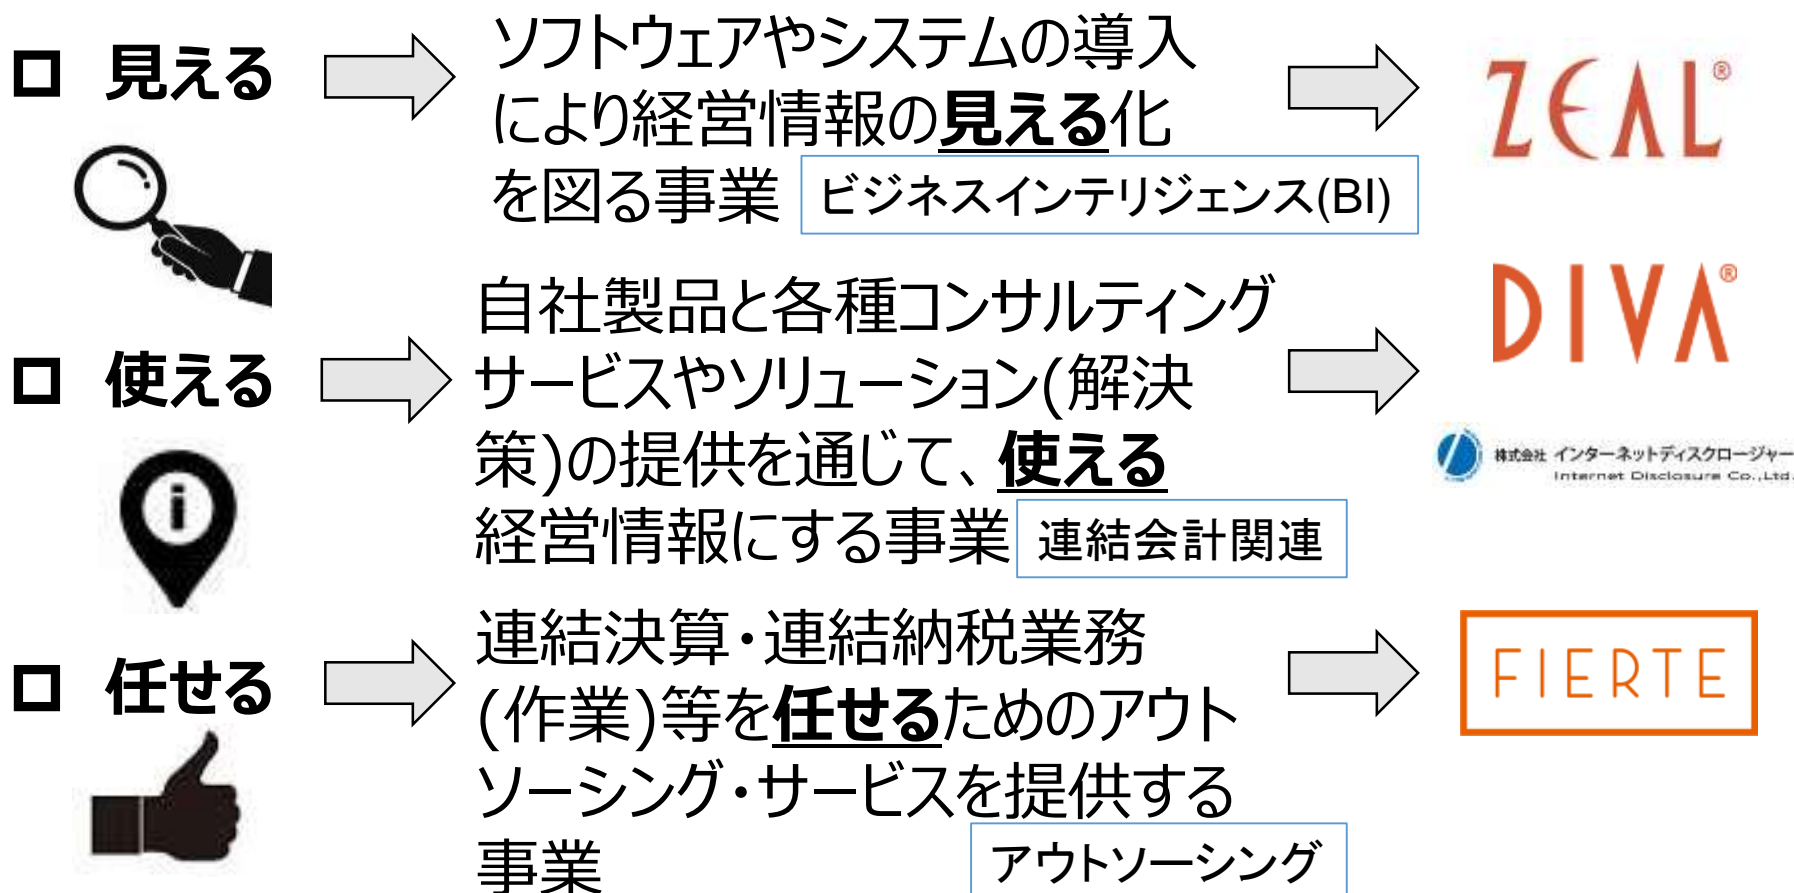 □ 見える
ソフトウェアやシステムの導入
により経営情報の見える化
を図る事業
ビジネスインテリジェンス(BI)
ZEAL®
□ 使える
自社製品と各種コンサルティング
サービスやソリューション(解決
策)の提供を通じて、使える
経営情報にする事業
連結会計関連
DIVA®
株式会社 インターネットディスクロージャー
Internet Disclosure Co.,Ltd.
□ 任せる
連結決算・連結納税業務
(作業)等を任せるためのアウト
ソーシング・サービスを提供する
事業
アウトソーシング
FIERTE